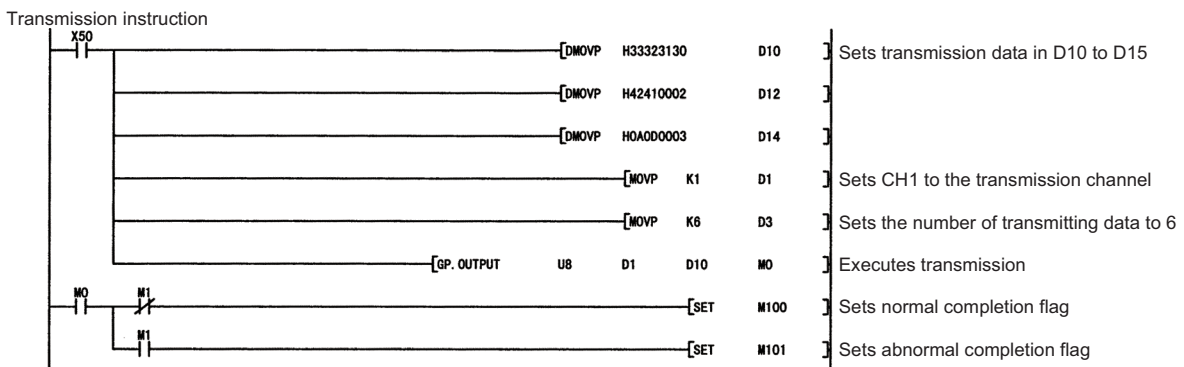 Transmission instruction
X50
DMOVP H33323130 D10 Sets transmission data in D10 to D15
DMOVP H42410002 D12
DMOVP H0A0D0003 D14
MOVP K1 D1 Sets CH1 to the transmission channel
MOVP K6 D3 Sets the number of transmitting data to 6
GP.OUTPUT U8 D1 D10 M0 Executes transmission
M0 M1
SET M100 Sets normal completion flag
M1
SET M101 Sets abnormal completion flag